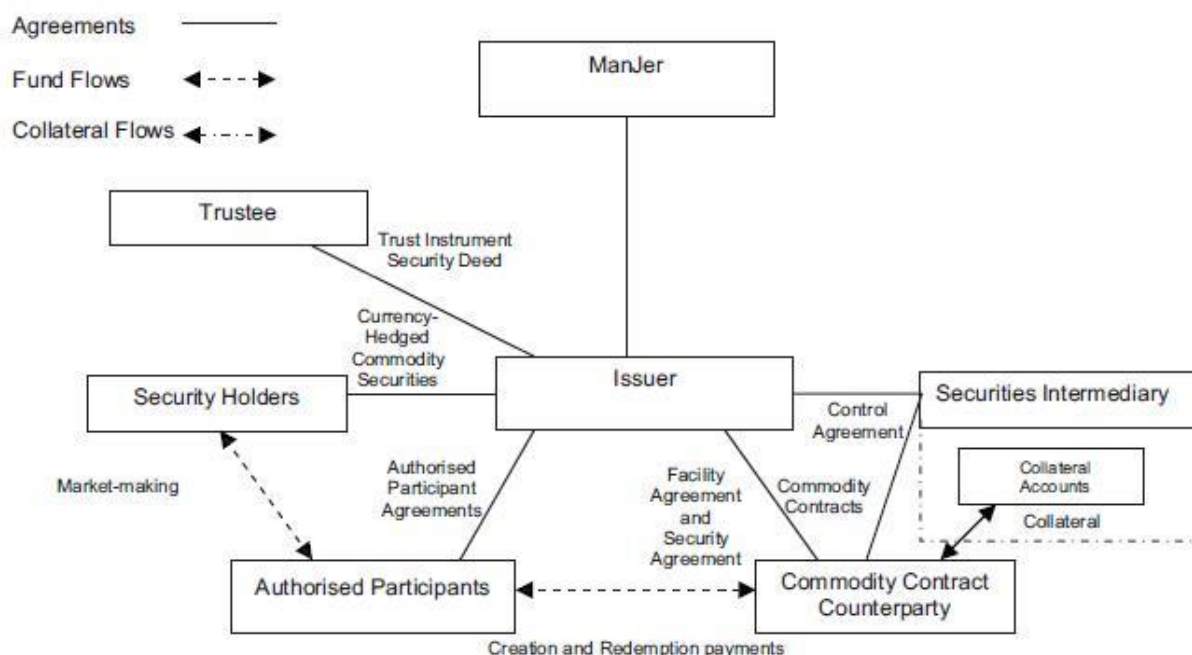 Agreements
Fund Flows
Collateral Flows
ManJer
Trustee
Trust Instrument
Security Deed
Currency-
Hedged
Commodity
Securities
Issuer
Security Holders
Securities Intermediary
Control
Agreement
Collateral
Accounts
Collateral
Market-making
Authorised
Participant
Agreements
Facility
Agreement
and
Security
Agreement
Commodity
Contracts
Authorised Participants
Commodity Contract
Counterparty
Creation and Redemption payments